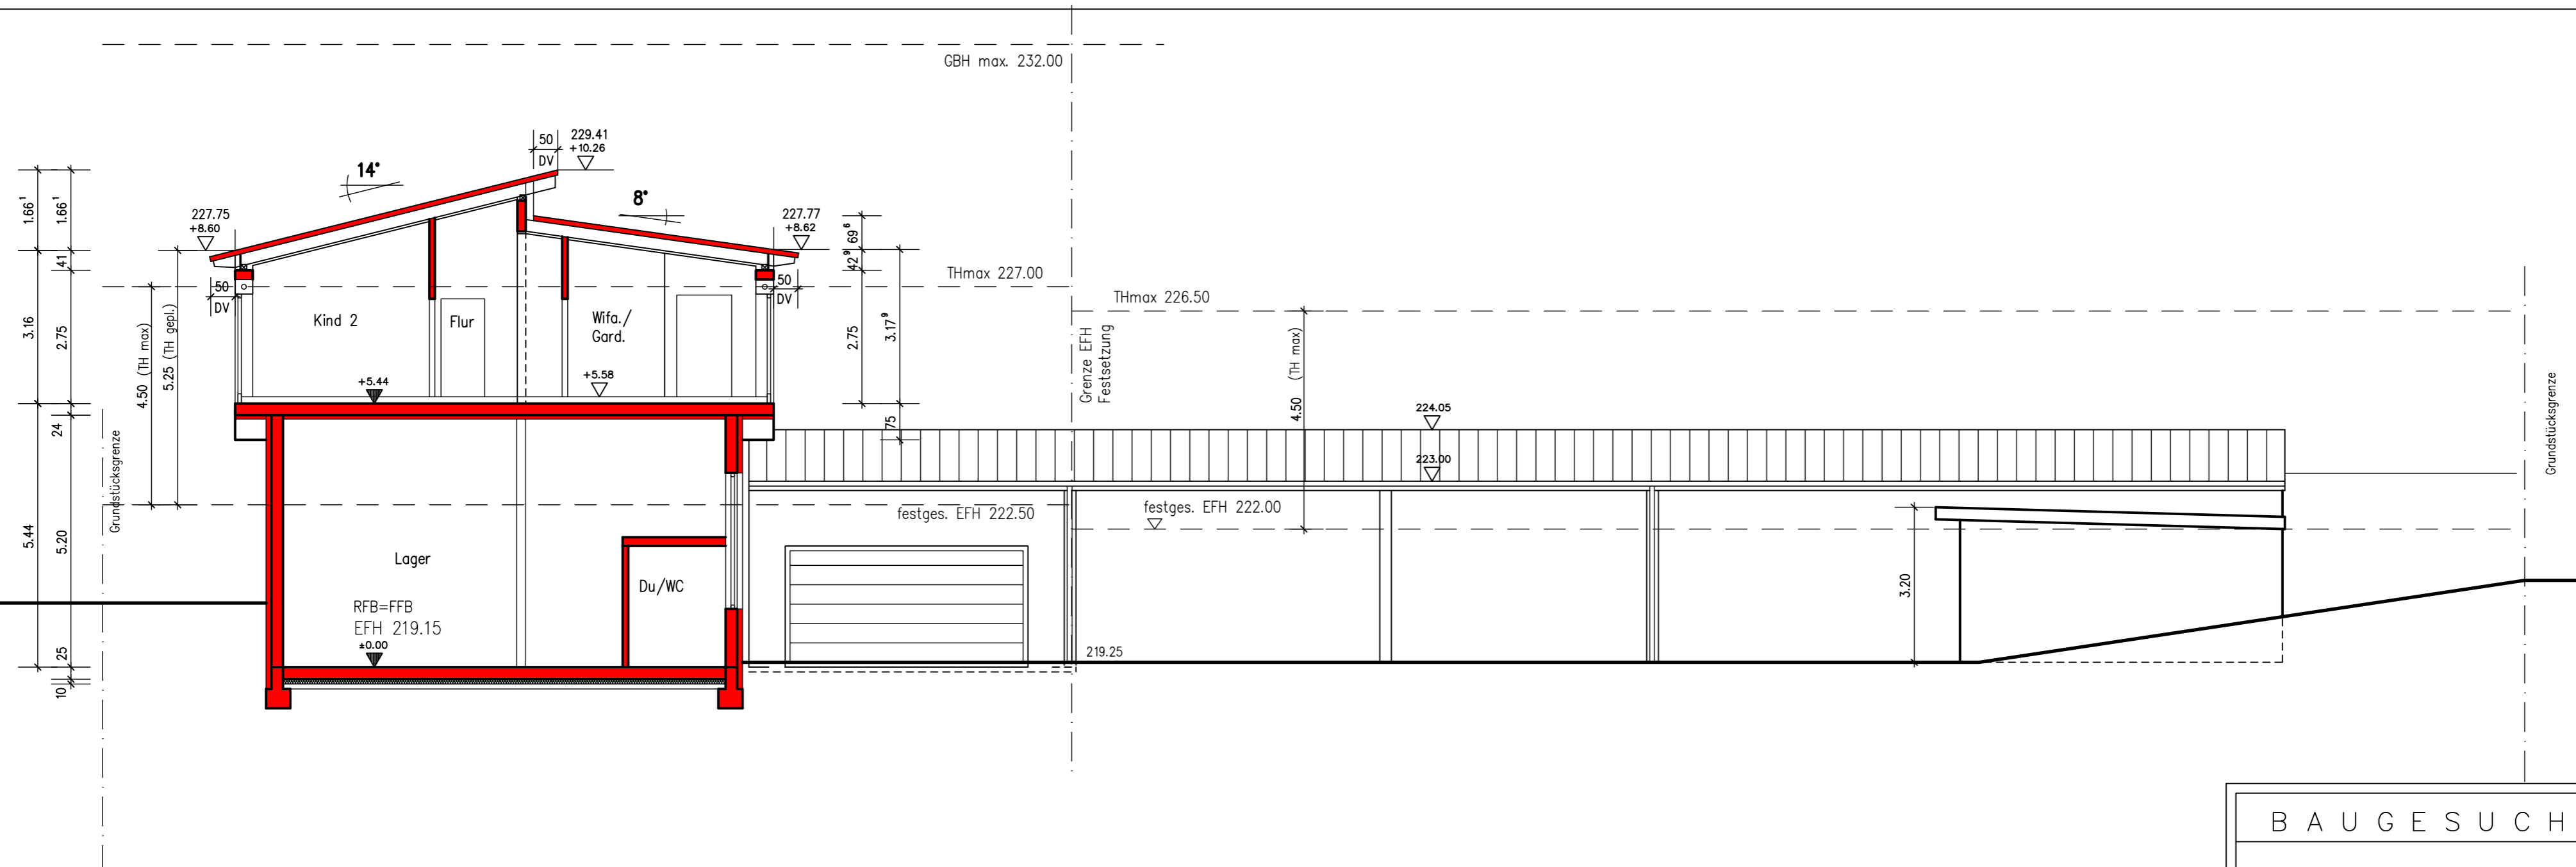 GBH max. 232.00
50
DV
229.41
+10.26
14°
8°
227.75
+8.60
227.77
+8.62
1.66¹
1.66¹
41
3.16
2.75
24
5.44
5.20
25
10
50
DV
4.50 (TH max)
5.25 (TH gepl.)
Grundstücksgrenze
Kind 2
Flur
Wifa./
Gard.
+5.44
+5.58
50
DV
69⁶
42⁹
2.75
3.17⁹
75
THmax 227.00
THmax 226.50
Grenze EFH
Festsetzung
4.50 (TH max)
224.05
223.00
festges. EFH 222.50
festges. EFH 222.00
Grundstücksgrenze
Lager
Du/WC
RFB=FFB
EFH 219.15
±0.00
219.25
3.20
BAUGESUCH